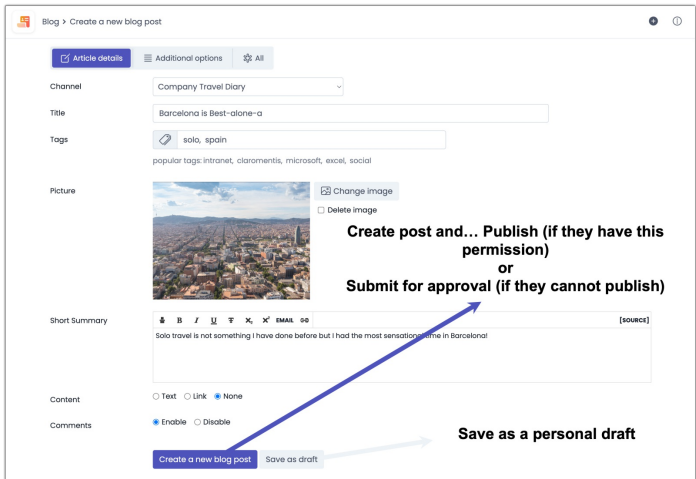 Blog > Create a new blog post
Article details
Additional options
All
Channel
Company Travel Diary
Title
Barcelona is Best-alone-a
Tags
solo, spain
popular tags: intranet, claromentis, microsoft, excel, social
Picture
Change image
Delete image
Create post and... Publish (if they have this
permission)
or
Submit for approval (if they cannot publish)
Short Summary
B I U T X₂ X² EMAIL [SOURCE]
Solo travel is not something I have done before but I had the most sensational time in Barcelona!
Content
Text Link None
Comments
Enable Disable
Save as a personal draft
Create a new blog post
Save as draft